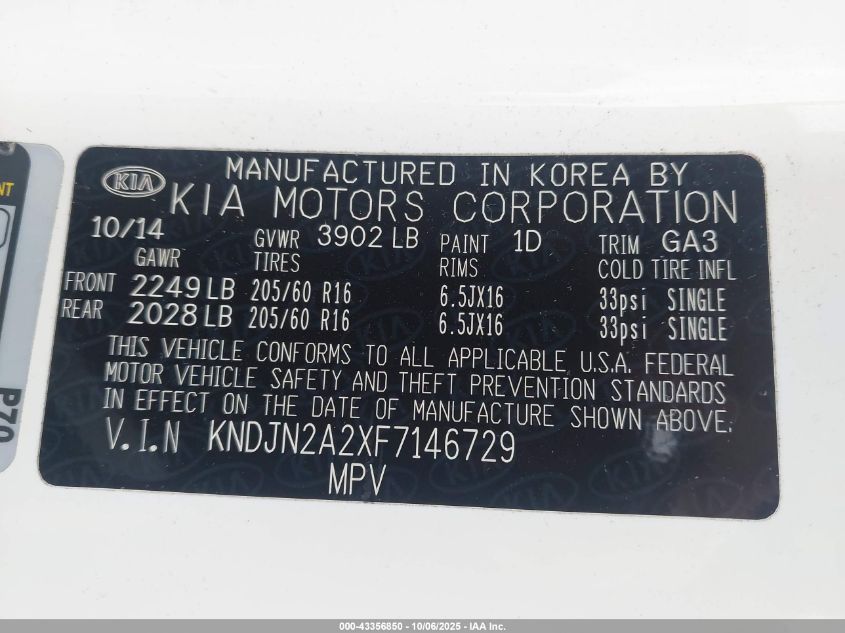 MANUFACTURED IN KOREA BY
KIA KIA MOTORS CORPORATION
10/14 GVWR 3902 LB PAINT 1D TRIM GA3
GAWR TIRES RIMS COLD TIRE INFL
FRONT 2249 LB 205/60 R16 6.5JX16 33psi SINGLE
REAR 2028 LB 205/60 R16 6.5JX16 33psi SINGLE
THIS VEHICLE CONFORMS TO ALL APPLICABLE U.S.A. FEDERAL
MOTOR VEHICLE SAFETY AND THEFT PREVENTION STANDARDS
IN EFFECT ON THE DATE OF MANUFACTURE SHOWN ABOVE.
V.I.N KNDJN2A2XF7146729
MPV
000-43356850 - 10/06/2025 - IAA Inc.